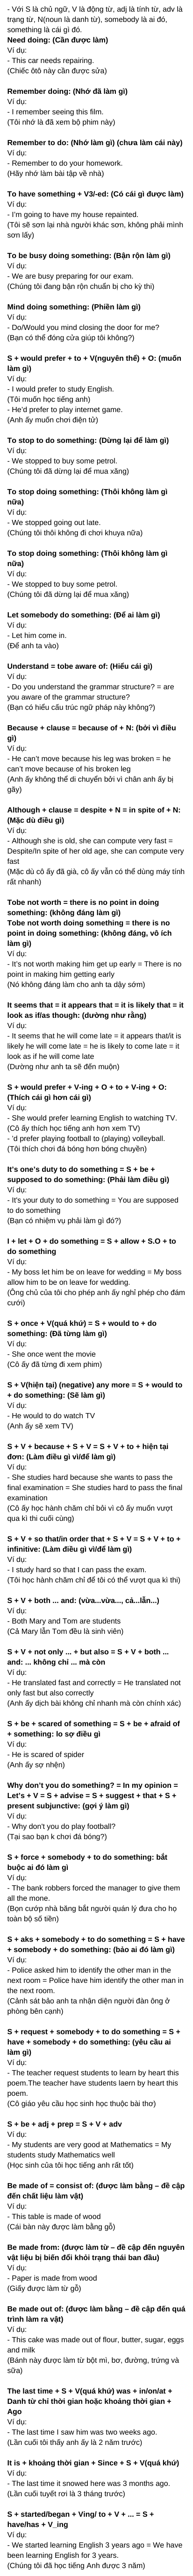 - Với S là chủ ngữ, V là động từ, adj là tính từ, adv là
trạng từ, N(noun là danh từ), somebody là ai đó,
something là cái gì đó.
Need doing: (Cần được làm)
Ví dụ:
- This car needs repairing.
(Chiếc ôtô này cần được sửa)
Remember doing: (Nhớ đã làm gì)
Ví dụ:
- I remember seeing this film.
(Tôi nhớ là đã xem bộ phim này)
Remember to do: (Nhớ làm gì) (chưa làm cái này)
Ví dụ:
- Remember to do your homework.
(Hãy nhớ làm bài tập về nhà)
To have something + V3/-ed: (Có cái gì được làm)
Ví dụ:
- I'm going to have my house repainted.
(Tôi sẽ sơn lại nhà người khác sơn, không phải mình
sơn lấy)
To be busy doing something: (Bận rộn làm gì)
Ví dụ:
- We are busy preparing for our exam.
(Chúng tôi đang bận rộn chuẩn bị cho kỳ thi)
Mind doing something: (Phiền làm gì)
Ví dụ:
- Do/Would you mind closing the door for me?
(Bạn có thể đóng cửa giúp tôi không?)
S + would prefer + to + V(nguyên thể) + O: (muốn
làm gì)
Ví dụ:
- I would prefer to study English.
(Tôi muốn học tiếng anh)
- He'd prefer to play internet game.
(Anh ấy muốn chơi điện tử)
To stop to do something: (Dừng lại để làm gì)
Ví dụ:
- We stopped to buy some petrol.
(Chúng tôi đã dừng lại để mua xăng)
To stop doing something: (Thôi không làm gì
nữa)
Ví dụ:
- We stopped going out late.
(Chúng tôi thôi không đi chơi khuya nữa)
To stop doing something: (Thôi không làm gì
nữa)
Ví dụ:
- We stopped to buy some petrol.
(Chúng tôi đã dừng lại để mua xăng)
Let somebody do something: (Để ai làm gì)
Ví dụ:
- Let him come in.
(Để anh ta vào)
Understand = tobe aware of: (Hiểu cái gì)
Ví dụ:
- Do you understand the grammar structure? = are
you aware of the grammar structure?
(Bạn có hiểu cấu trúc ngữ pháp này không?)
Because + clause = because of + N: (bởi vì điều
gì)
Ví dụ:
- He can't move because his leg was broken = he
can't move because of his broken leg
(Anh ấy không thể di chuyển bởi vì chân anh ấy bị
gãy)
Although + clause = despite + N = in spite of + N:
(Mặc dù điều gì)
Ví dụ:
- Although she is old, she can compute very fast =
Despite/In spite of her old age, she can compute very
fast
(Mặc dù cô ấy đã già, cô ấy vẫn có thể dùng máy tính
rất nhanh)
Tobe not worth = there is no point in doing
something: (không đáng làm gì)
Tobe not worth doing something = there is no
point in doing something: (không đáng, vô ích
làm gì)
Ví dụ:
- It's not worth making him get up early = There is no
point in making him getting early
(Nó không đáng làm cho anh ta dậy sớm)
It seems that = it appears that = it is likely that = it
look as if/as though: (dường như rằng)
Ví dụ:
- It seems that he will come late = it appears that/it is
likely he will come late = he is likely to come late = it
look as if he will come late
(Dường như anh ta sẽ đến muộn)
S + would prefer + V-ing + O + to + V-ing + O:
(Thích cái gì hơn cái gì)
Ví dụ:
- She would prefer learning English to watching TV.
(Cô ấy thích học tiếng anh hơn xem TV)
- 'd prefer playing football to (playing) volleyball.
(Tôi thích chơi đá bóng hơn bóng chuyền)
It's one's duty to do something = S + be +
supposed to do something: (Phải làm điều gì)
Ví dụ:
- It's your duty to do something = You are supposed
to do something
(Bạn có nhiệm vụ phải làm gì đó?)
I + let + O + do something = S + allow + S.O + to
do something
Ví dụ:
- My boss let him be on leave for wedding = My boss
allow him to be on leave for wedding.
(Ông chủ của tôi cho phép anh ấy nghỉ phép cho đám
cưới)
S + once + V(quá khứ) = S + would to + do
something: (Đã từng làm gì)
Ví dụ:
- She once went the movie
(Cô ấy đã từng đi xem phim)
S + V(hiện tại) (negative) any more = S + would to
+ do something: (Sẽ làm gì)
Ví dụ:
- He would to do watch TV
(Anh ấy sẽ xem TV)
S + V + because + S + V = S + V + to + hiện tại
đơn: (Làm điều gì vì/để làm gì)
Ví dụ:
- She studies hard because she wants to pass the
final examination = She studies hard to pass the final
examination
(Cô ấy học hành chăm chỉ bởi vì cô ấy muốn vượt
qua kì thi cuối cùng)
S + V + so that/in order that + S + V = S + V + to +
infinitive: (Làm điều gì vì/để làm gì)
Ví dụ:
- I study hard so that I can pass the exam.
(Tôi học hành chăm chỉ để tôi có thể vượt qua kì thi)
S + V + both ... and: (vừa...vừa..., cả...lẫn...)
Ví dụ:
- Both Mary and Tom are students
(Cả Mary lẫn Tom đều là sinh viên)
S + V + not only ... + but also = S + V + both ...
and: ... không chỉ ... mà còn
Ví dụ:
- He translated fast and correctly = He translated not
only fast but also correctly
(Anh ấy dịch bài không chỉ nhanh mà còn chính xác)
S + be + scared of something = S + be + afraid of
+ something: lo sợ điều gì
Ví dụ:
- He is scared of spider
(Anh ấy sợ nhện)
Why don't you do something? = In my opinion =
Let's + V = S + advise = S + suggest + that + S +
present subjunctive: (gợi ý làm gì)
Ví dụ:
- Why don't you do play football?
(Tại sao bạn k chơi đá bóng?)
S + force + somebody + to do something: bắt
buộc ai đó làm gì
Ví dụ:
- The bank robbers forced the manager to give them
all the mone.
(Bọn cướp nhà băng bắt người quán lý đưa cho họ
toàn bộ số tiền)
S + aks + somebody + to do something = S + have
+ somebody + do something: (bảo ai đó làm gì)
Ví dụ:
- Police asked him to identify the other man in the
next room = Police have him identify the other man in
the next room.
(Cảnh sát bảo anh ta nhận diện người đàn ông ở
phòng bên cạnh)
S + request + somebody + to do something = S +
have + somebody + do something: (yêu cầu ai
làm gì)
Ví dụ:
- The teacher request students to learn by heart this
poem.The teacher have students laern by heart this
poem.
(Cô giáo yêu cầu học sinh học thuộc bài thơ)
S + be + adj + prep = S + V + adv
Ví dụ:
- My students are very good at Mathematics = My
students study Mathematics well
(Học sinh của tôi học tiếng anh rất tốt)
Be made of = consist of: (được làm bằng – đề cập
đến chất liệu làm vật)
Ví dụ:
- This table is made of wood
(Cái bàn này được làm bằng gỗ)
Be made from: (được làm từ – đề cập đến nguyên
vật liệu bị biến đổi khỏi trạng thái ban đầu)
Ví dụ:
- Paper is made from wood
(Giấy được làm từ gỗ)
Be made out of: (được làm bằng – đề cập đến quá
trình làm ra vật)
Ví dụ:
- This cake was made out of flour, butter, sugar, eggs
and milk
(Bánh này được làm từ bột mì, bơ, đường, trứng và
sữa)
The last time + S + V(quá khứ) was + in/on/at +
Danh từ chỉ thời gian hoặc khoảng thời gian +
Ago
Ví dụ:
- The last time I saw him was two weeks ago.
(Lần cuối tôi thấy anh ấy là 2 năm trước)
It is + khoảng thời gian + Since + S + V(quá khứ)
Ví dụ:
- The last time it snowed here was 3 months ago.
(Lần cuối tuyết rơi là 3 tháng trước)
S + started/began + Ving/ to + V + ... = S +
have/has + V_ing
Ví dụ:
- We started learning English 3 years ago = We have
been learning English for 3 years.
(Chúng tôi đã học tiếng Anh được 3 năm)